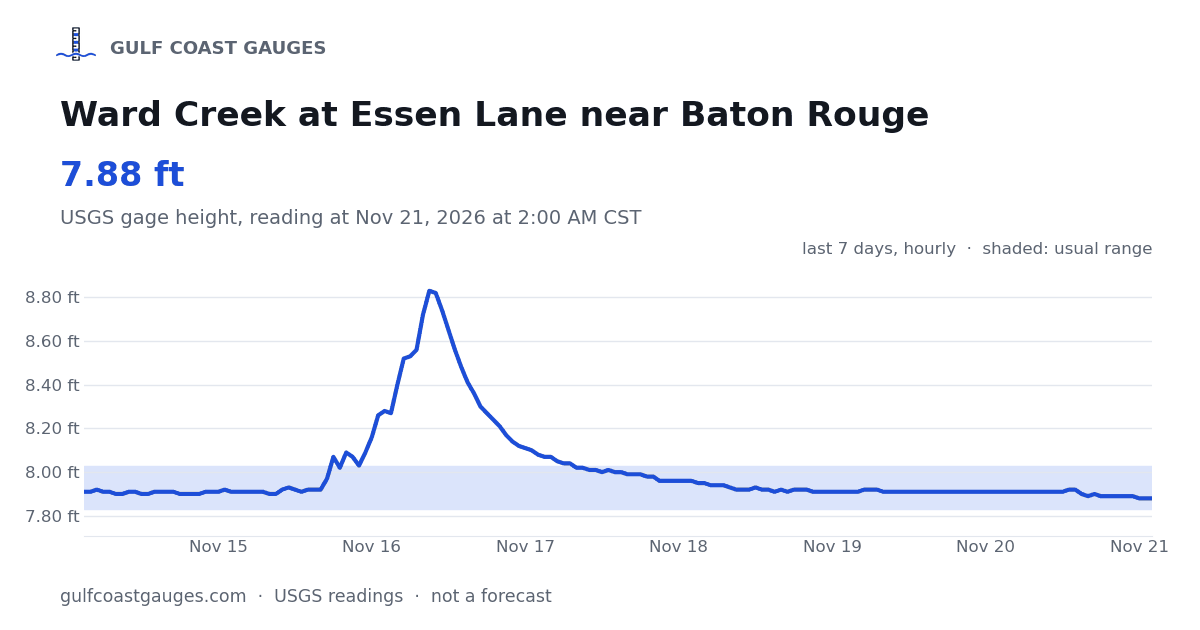 GULF COAST GAUGES
Ward Creek at Essen Lane near Baton Rouge
7.88 ft
USGS gage height, reading at Nov 21, 2026 at 2:00 AM CST
last 7 days, hourly · shaded: usual range
8.80 ft
8.60 ft
8.40 ft
8.20 ft
8.00 ft
7.80 ft
Nov 15 Nov 16 Nov 17 Nov 18 Nov 19 Nov 20 Nov 21
gulfcoastgauges.com · USGS readings · not a forecast